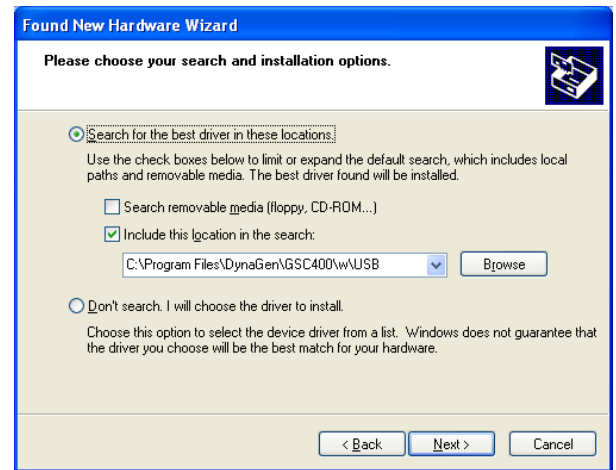 Found New Hardware Wizard
Please choose your search and installation options.
Search for the best driver in these locations.
Use the check boxes below to limit or expand the default search, which includes local
paths and removable media. The best driver found will be installed.
Search removable media (floppy, CD-ROM...)
Include this location in the search:
C:\Program Files\DynaGen\GSC400\w\USB
Browse
Don't search. I will choose the driver to install.
Choose this option to select the device driver from a list. Windows does not guarantee that
the driver you choose will be the best match for your hardware.
< Back
Next >
Cancel